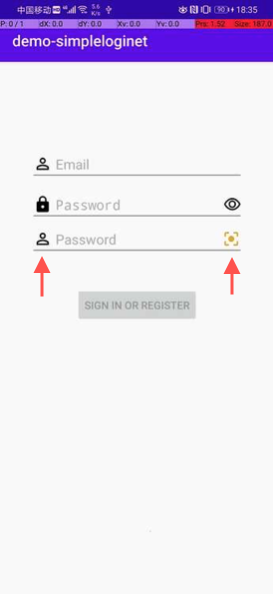 中国移动 HD 4G 5.6 K/s 90 18:35
P: 0 / 1 dX: 0.0 dY: 0.0 Xv: 0.0 Yv: 0.0 Prs: 1.52 Size: 187.0
demo-simpleloginet
Email
Password
Password
SIGN IN OR REGISTER